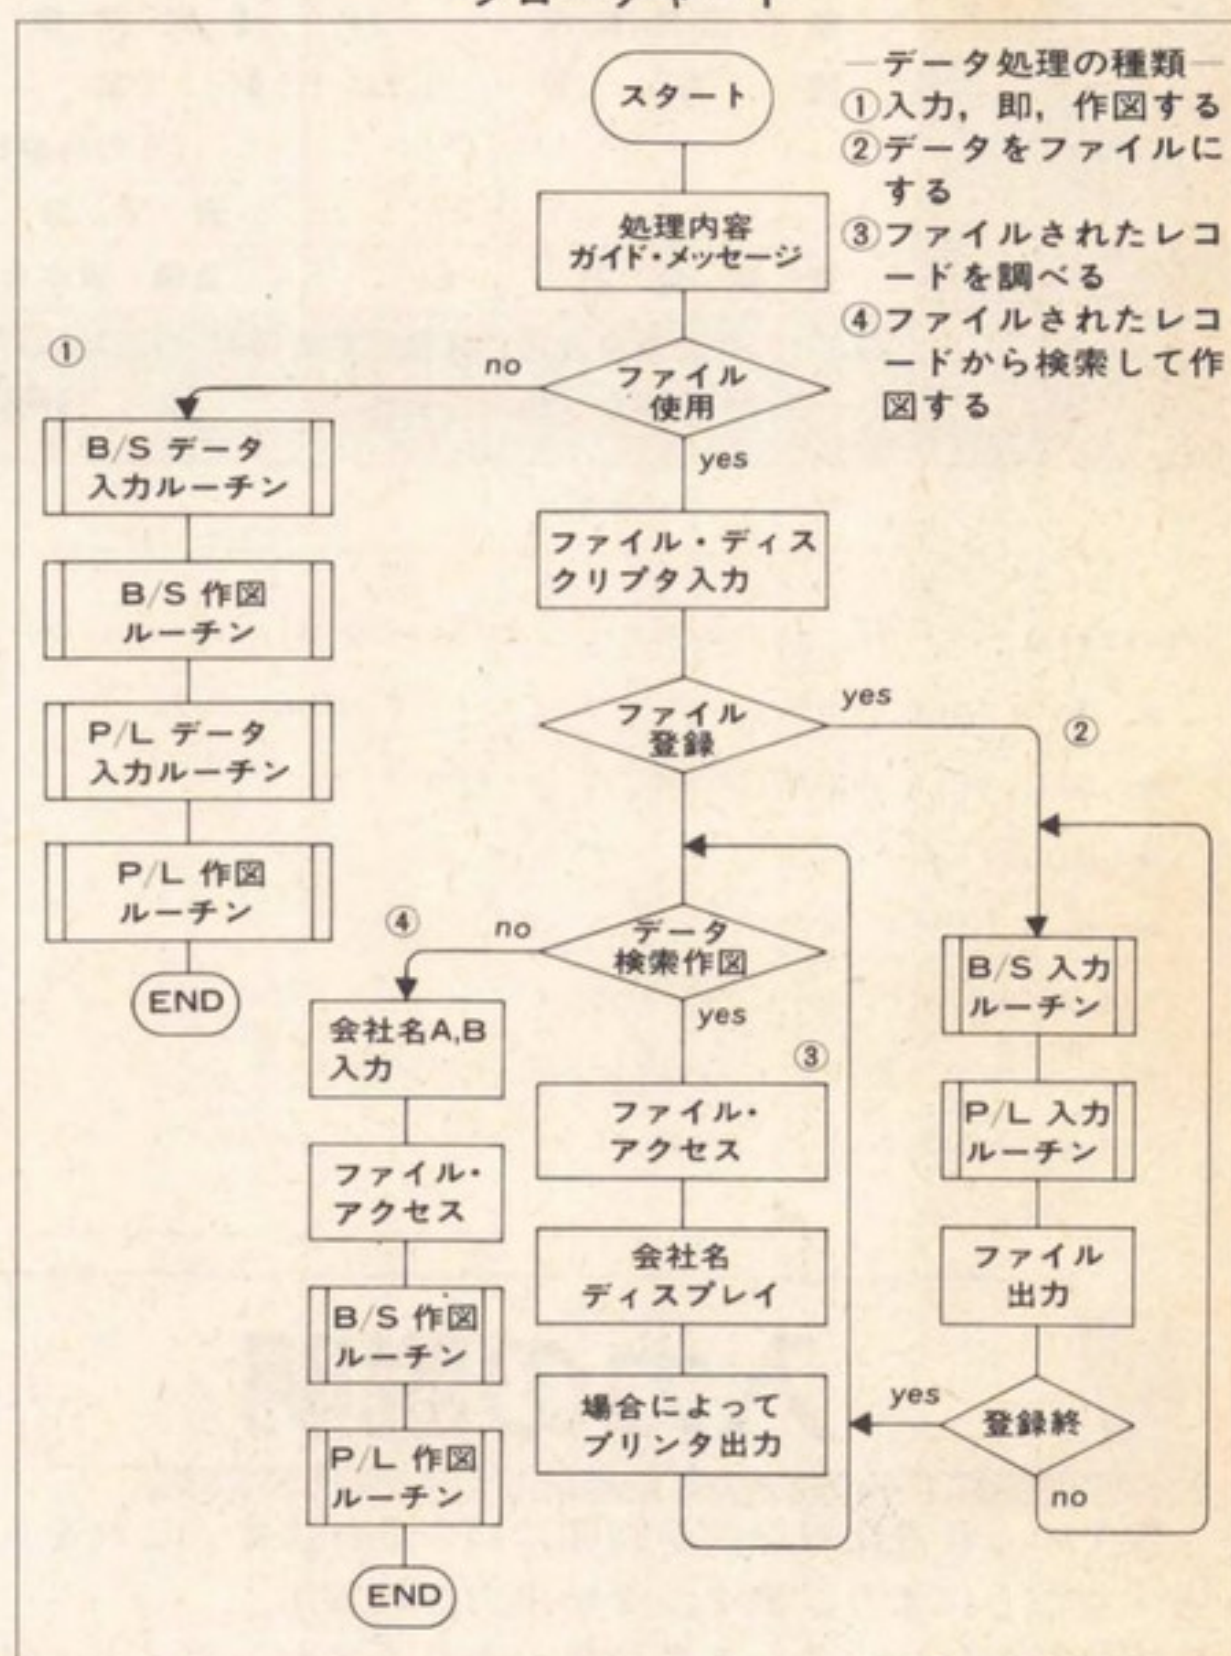 フローチャート
スタート
―データ処理の種類―
①入力，即，作図する
②データをファイルに
する
③ファイルされたレコ
ードを調べる
④ファイルされたレコ
ードから検索して作
図する
処理内容
ガイド・メッセージ
①
no
ファイル
使用
yes
B/S データ
入力ルーチン
B/S 作図
ルーチン
P/L データ
入力ルーチン
P/L 作図
ルーチン
END
ファイル・ディス
クリプタ入力
ファイル
登録
yes
②
④
no
データ
検索作図
yes
③
会社名A,B
入力
ファイル・
アクセス
B/S 作図
ルーチン
P/L 作図
ルーチン
END
ファイル・
アクセス
会社名
ディスプレイ
場合によって
プリンタ出力
B/S 入力
ルーチン
P/L 入力
ルーチン
ファイル
出力
yes
登録終
no